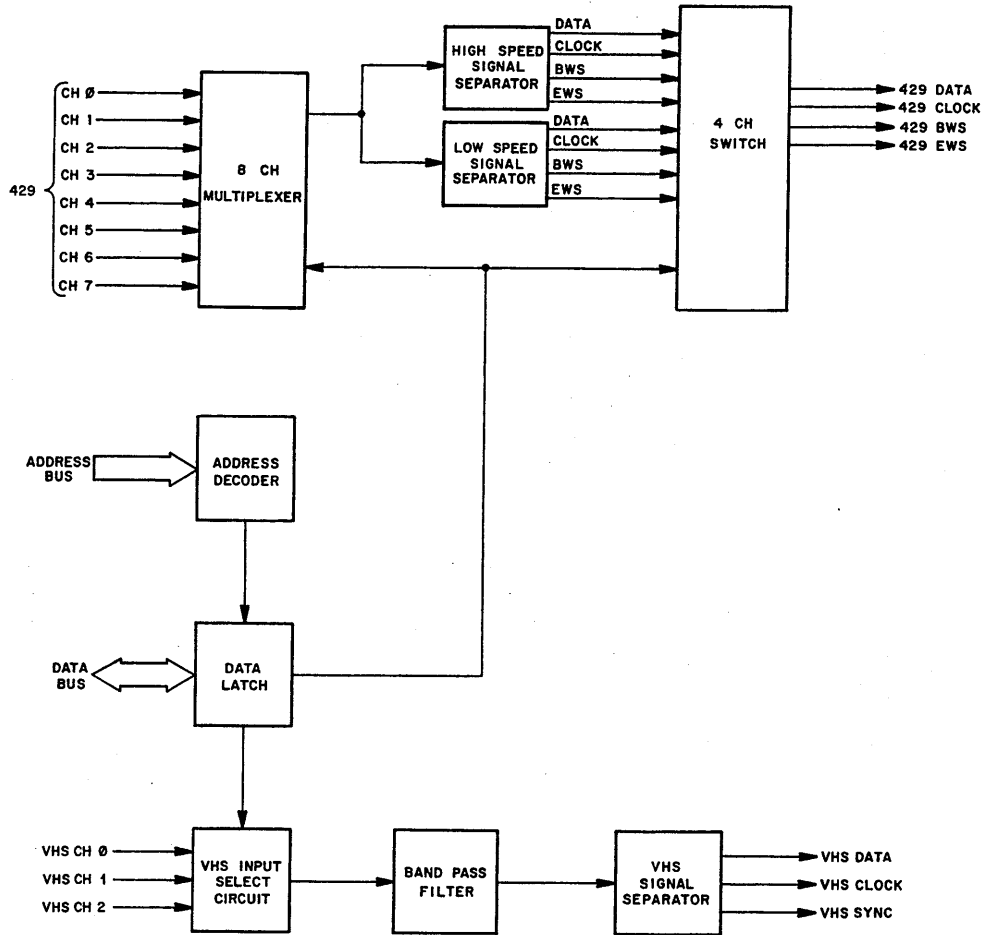 DATA
CLOCK
BWS
EWS
HIGH SPEED
SIGNAL
SEPARATOR
DATA
CLOCK
BWS
EWS
LOW SPEED
SIGNAL
SEPARATOR
4 CH
SWITCH
429 DATA
429 CLOCK
429 BWS
429 EWS
429
CH 0
CH 1
CH 2
CH 3
CH 4
CH 5
CH 6
CH 7
8 CH
MULTIPLEXER
ADDRESS
BUS
ADDRESS
DECODER
DATA
BUS
DATA
LATCH
VHS CH 0
VHS CH 1
VHS CH 2
VHS INPUT
SELECT
CIRCUIT
BAND PASS
FILTER
VHS
SIGNAL
SEPARATOR
VHS DATA
VHS CLOCK
VHS SYNC